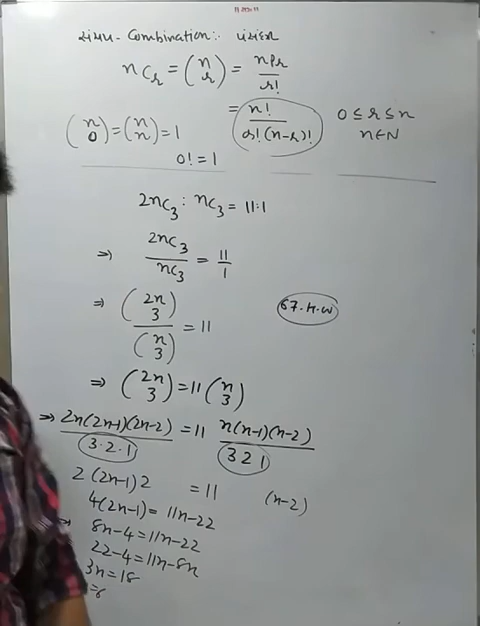 સંચય - Combination:
nCr = (n r) = nPr / r!
= n! / r!(n-r)!
0 ≤ r ≤ n
n∈N
(n 0) = (n n) = 1
0! = 1
2nC3 : nC3 = 11:1
⇒ 2nC3 / nC3 = 11/1
⇒ (2n 3) / (n 3) = 11
67. H.W
⇒ (2n 3) = 11 (n 3)
⇒ 2n(2n-1)(2n-2) / 3·2·1 = 11 n(n-1)(n-2) / 3 2 1
2(2n-1)2 = 11 (n-2)
4(2n-1) = 11n-22
⇒ 8n-4 = 11n-22
22-4 = 11n-8n
3n = 18
=6